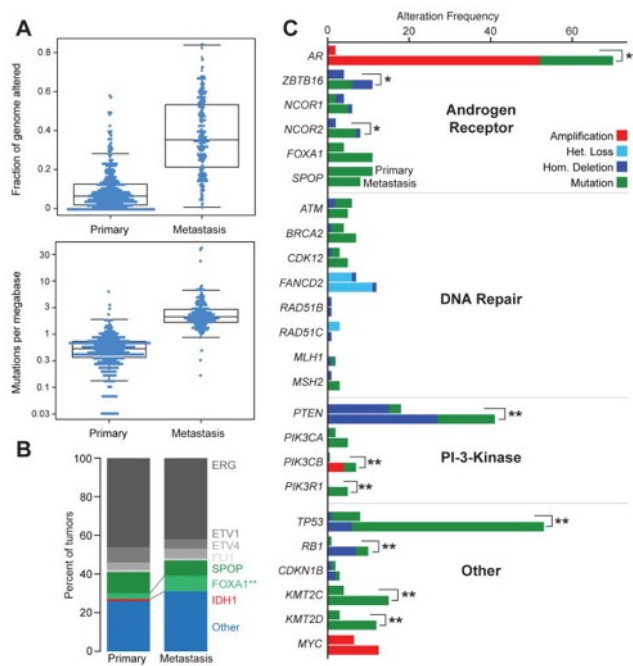 A
Fraction of genome altered
0.8
0.6
0.4
0.2
0
Primary
Metastasis
Mutations per megabase
30
10
3
1
0.3
0.1
0.03
Primary
Metastasis
B
Percent of tumors
100
80
60
40
20
0
ERG
ETV1
ETV4
FLI1
SPOP
FOXA1**
IDH1
Other
Primary
Metastasis
C
Alteration Frequency
0
20
40
60
AR
*
ZBTB16
*
NCOR1
NCOR2
*
FOXA1
SPOP
Primary
Metastasis
Androgen
Receptor
Amplification
Het. Loss
Hom. Deletion
Mutation
ATM
BRCA2
CDK12
FANCD2
RAD51B
RAD51C
MLH1
MSH2
DNA Repair
PTEN
**
PIK3CA
PIK3CB
**
PIK3R1
**
PI-3-Kinase
TP53
**
RB1
**
CDKN1B
KMT2C
**
KMT2D
**
MYC
Other